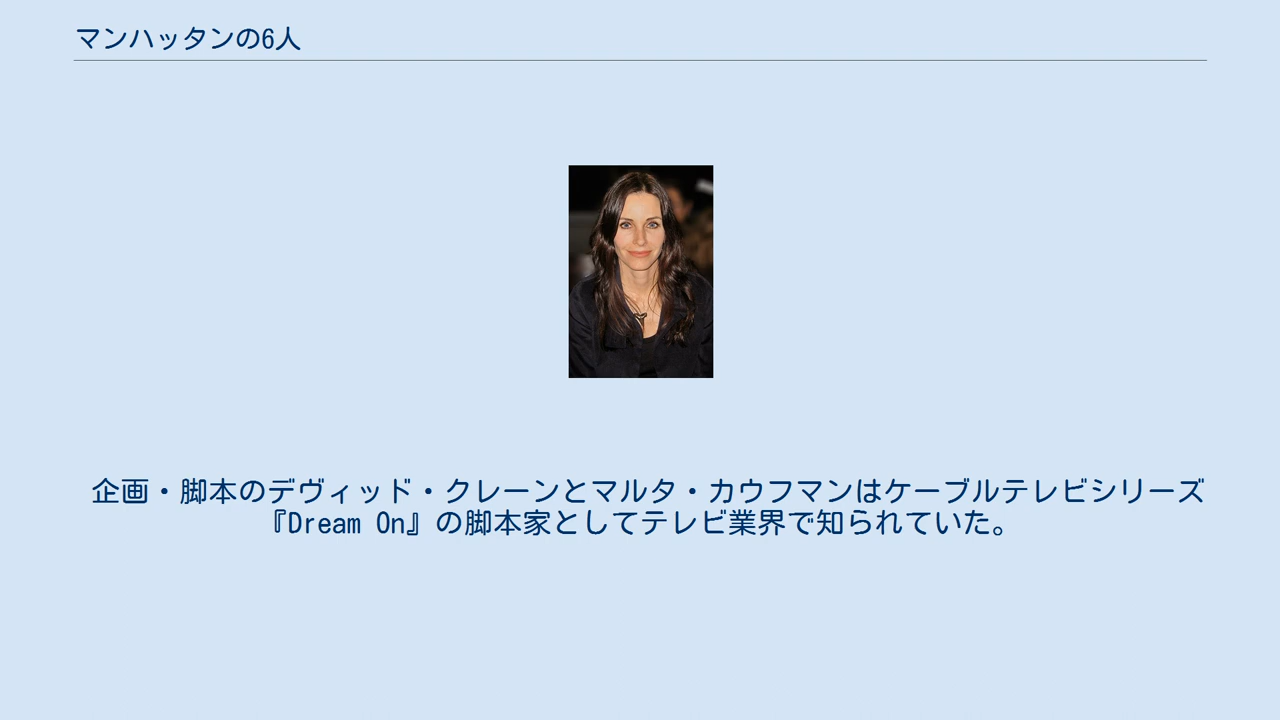 マンハッタンの6人
企画・脚本のデヴィッド・クレーンとマルタ・カウフマンはケーブルテレビシリーズ
『Dream On』の脚本家としてテレビ業界で知られていた。